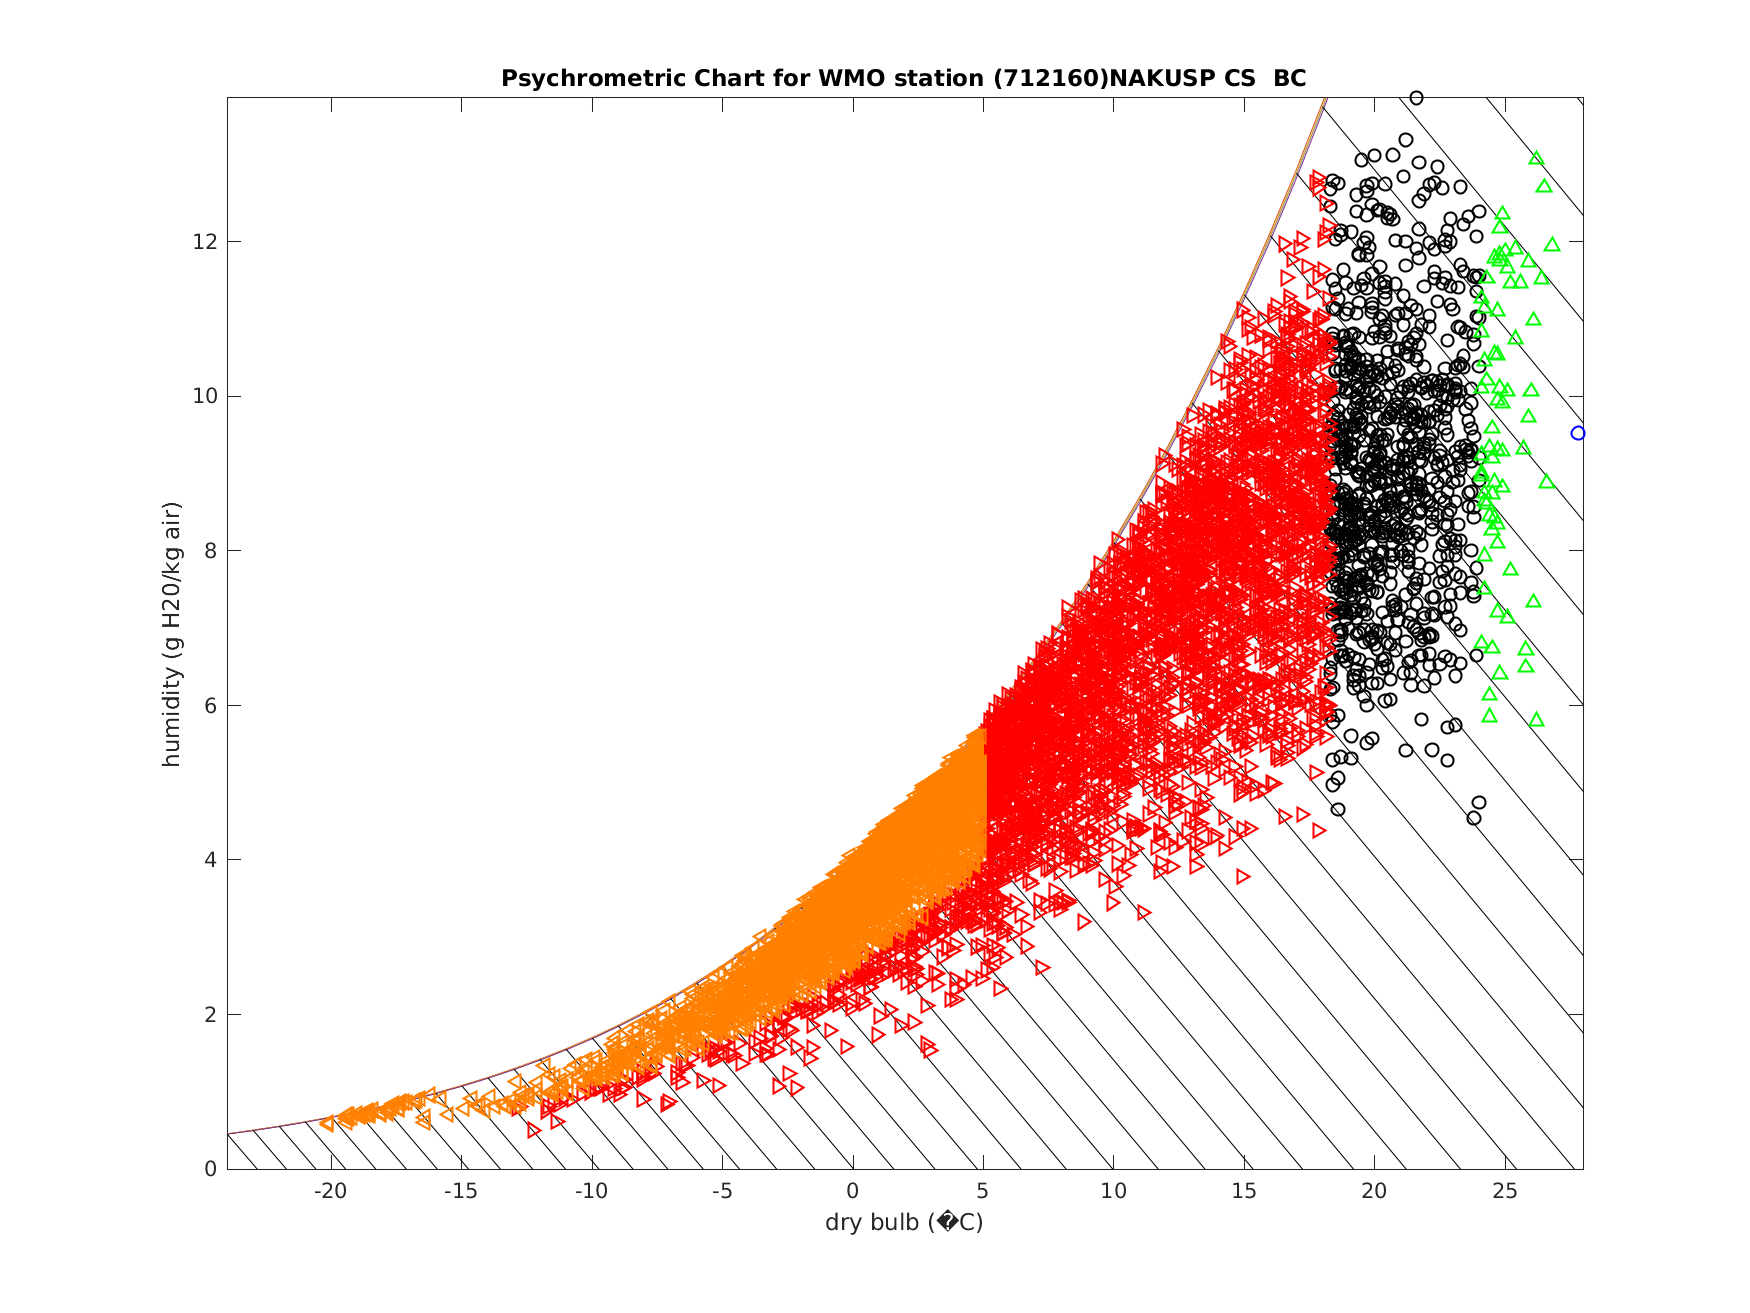 Psychrometric Chart for WMO station (712160)NAKUSP CS  BC
humidity (g H20/kg air)
12
10
8
6
4
2
0
-20 -15 -10 -5 0 5 10 15 20 25
dry bulb (�C)